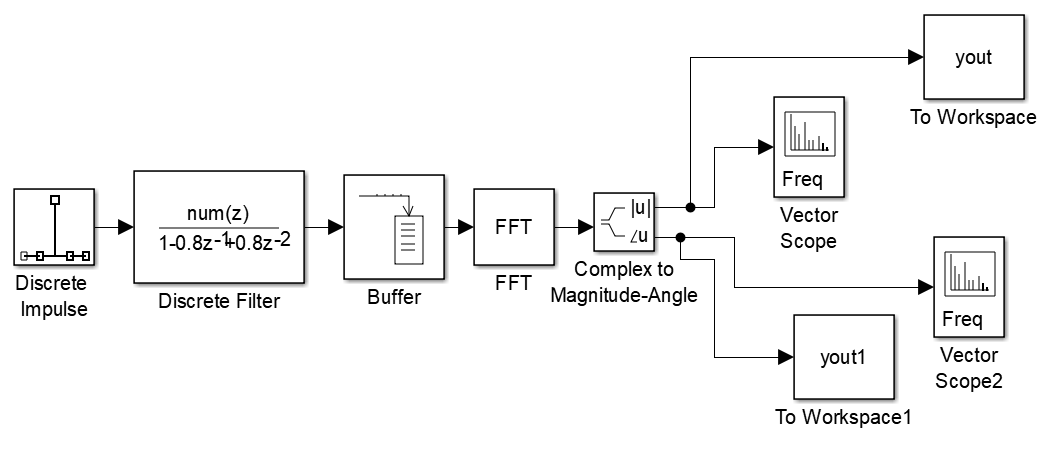 yout
To Workspace
Freq
Vector
Scope
num(z)
1-0.8z-1+0.8z-2
Discrete
Impulse
Discrete Filter
Buffer
FFT
FFT
|u|
∠u
Complex to
Magnitude-Angle
Freq
Vector
Scope2
yout1
To Workspace1